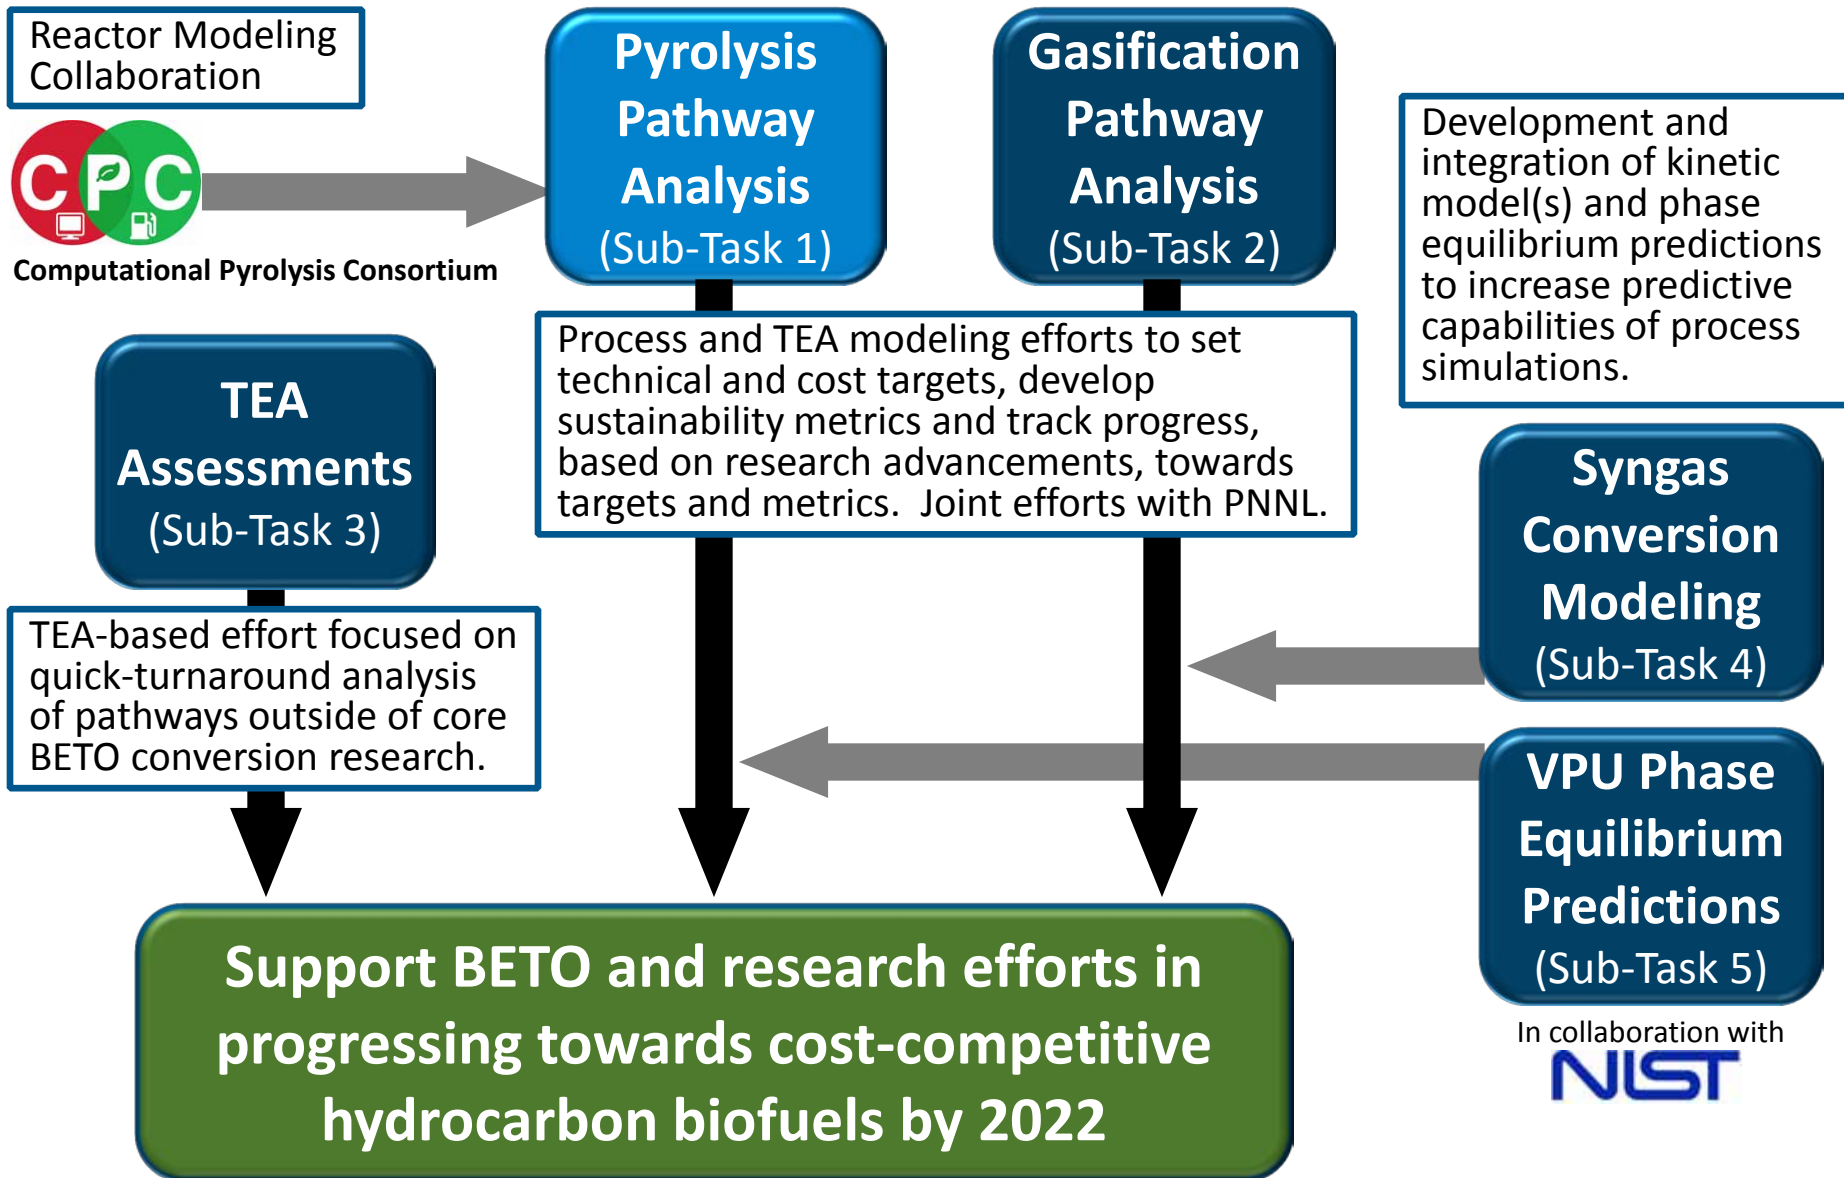 Reactor Modeling
Collaboration
CPC
Computational Pyrolysis Consortium
Pyrolysis
Pathway
Analysis
(Sub-Task 1)
Gasification
Pathway
Analysis
(Sub-Task 2)
Development and
integration of kinetic
model(s) and phase
equilibrium predictions
to increase predictive
capabilities of process
simulations.
Process and TEA modeling efforts to set
technical and cost targets, develop
sustainability metrics and track progress,
based on research advancements, towards
targets and metrics.  Joint efforts with PNNL.
TEA
Assessments
(Sub-Task 3)
TEA-based effort focused on
quick-turnaround analysis
of pathways outside of core
BETO conversion research.
Syngas
Conversion
Modeling
(Sub-Task 4)
VPU Phase
Equilibrium
Predictions
(Sub-Task 5)
In collaboration with
NIST
Support BETO and research efforts in
progressing towards cost-competitive
hydrocarbon biofuels by 2022